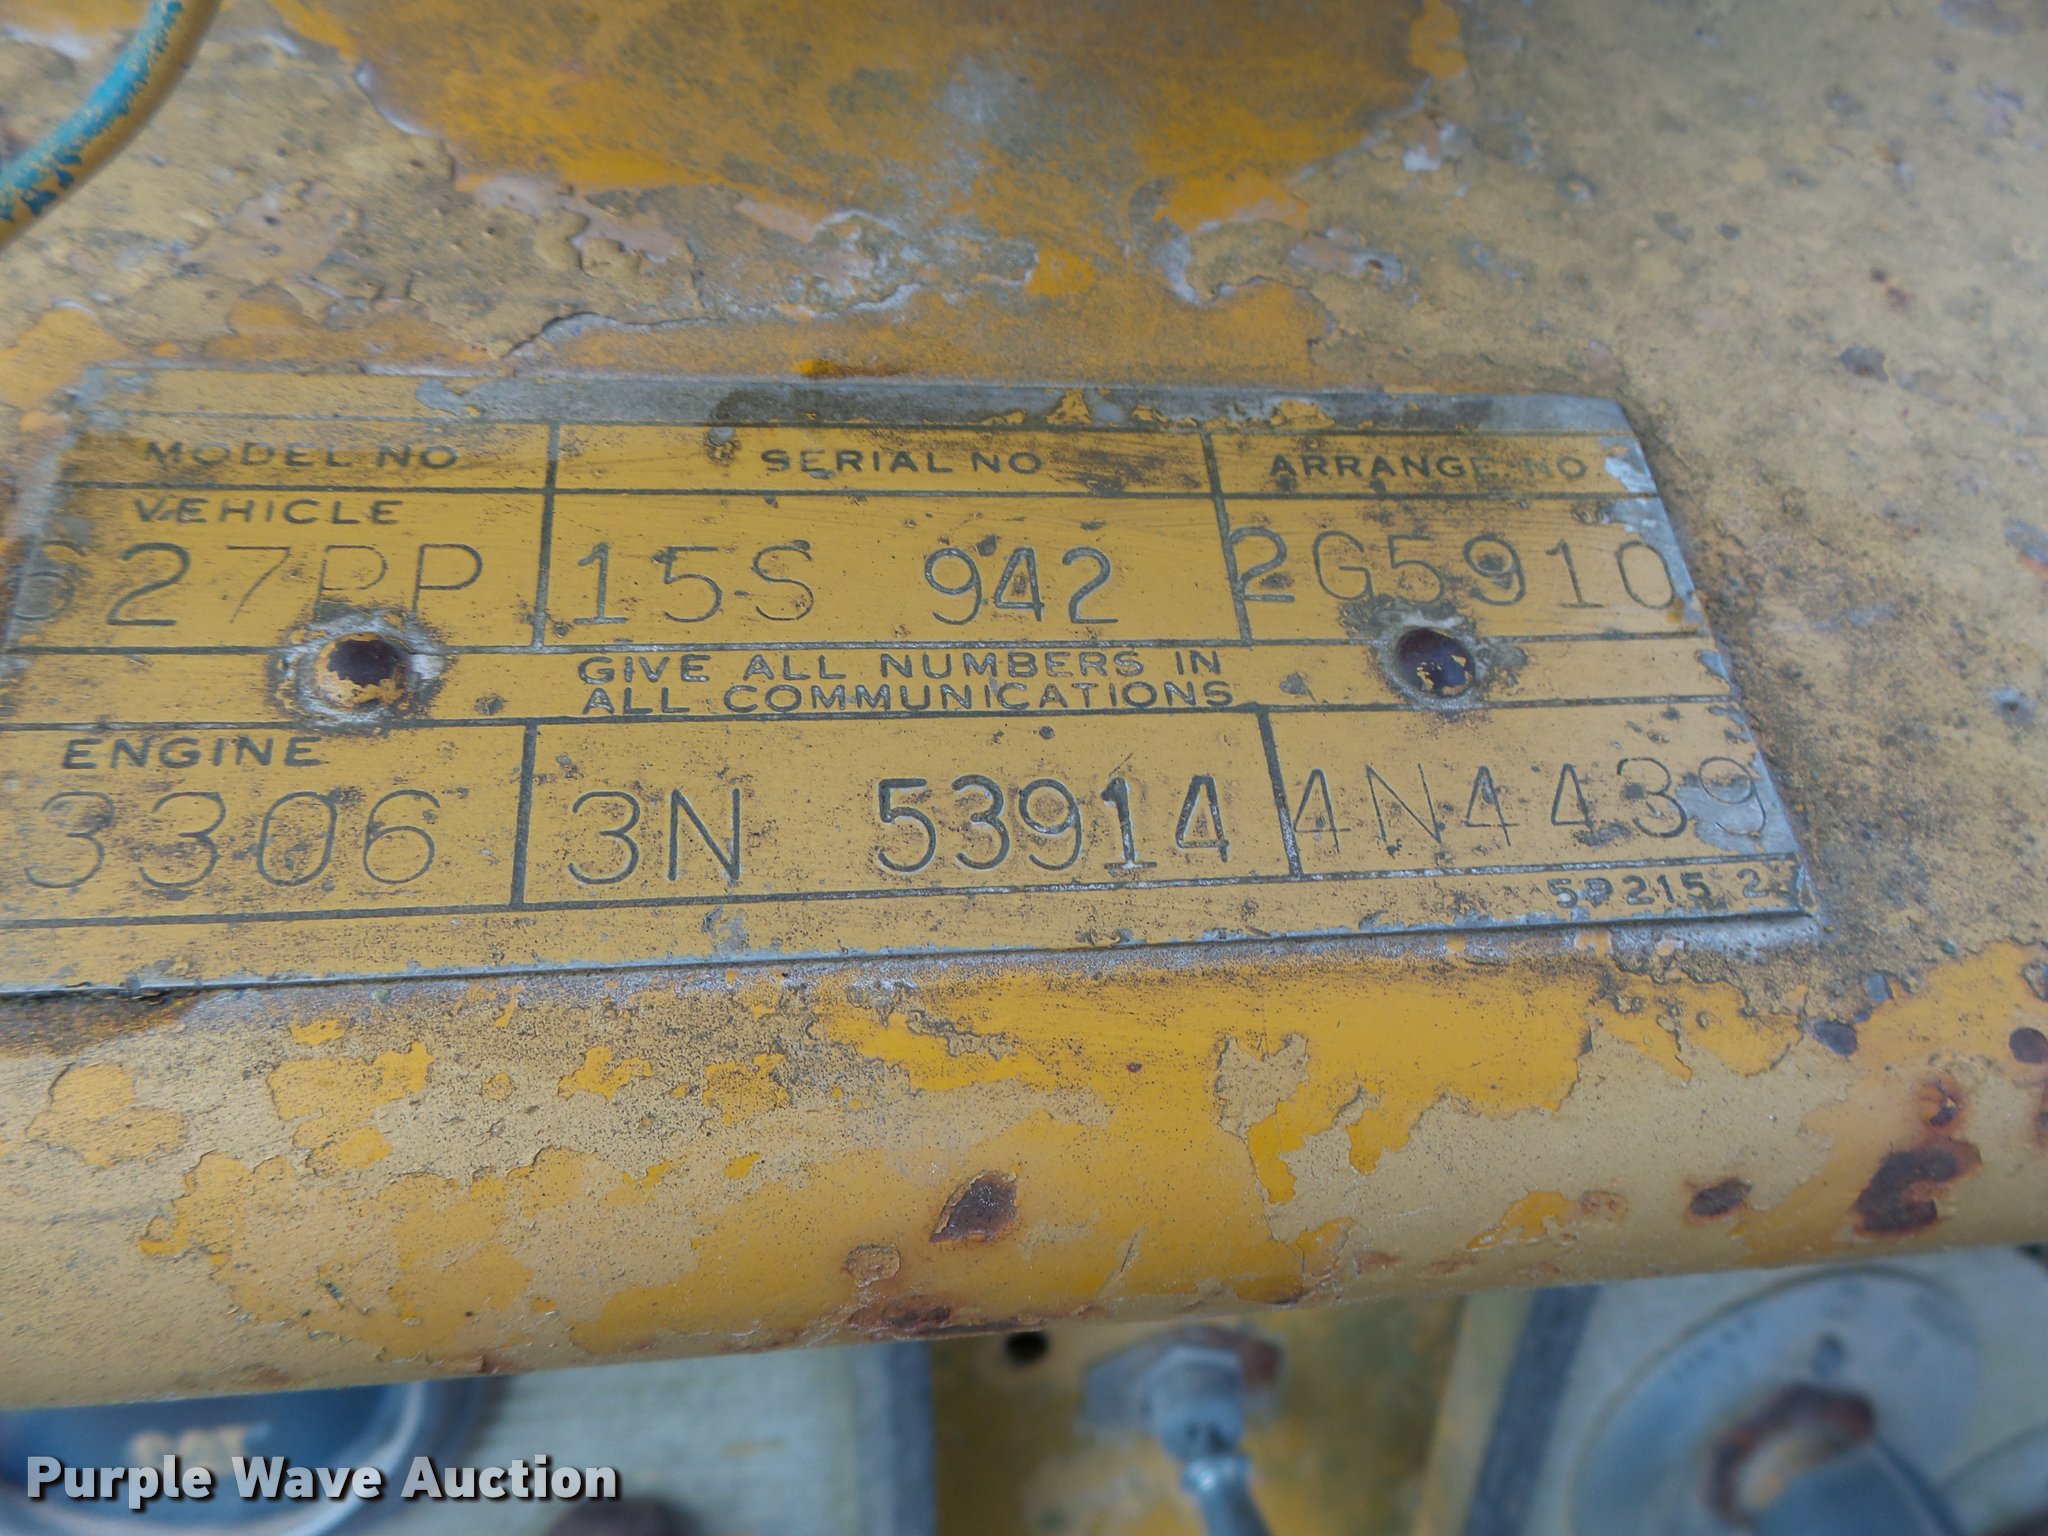 MODEL NO SERIAL NO ARRANGE. NO
VEHICLE
627PP 15S 942 2G5910
GIVE ALL NUMBERS IN
ALL COMMUNICATIONS
ENGINE
3306 3N 53914 4N4439
5P215 2
Purple Wave Auction